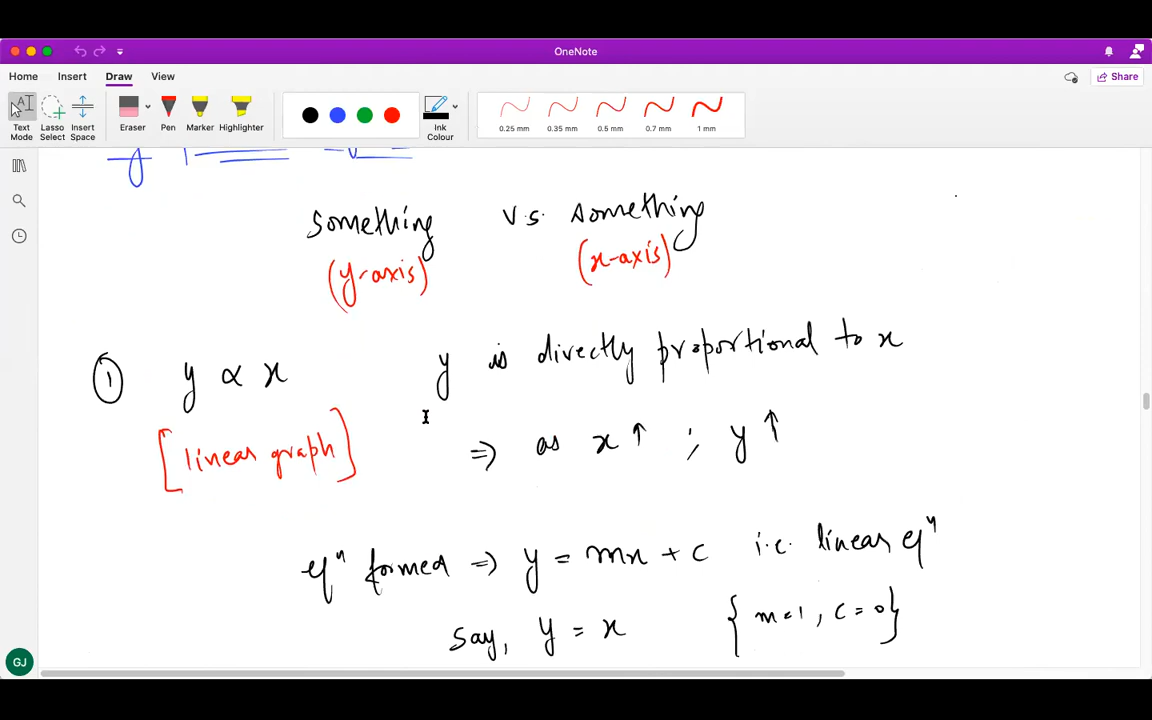 OneNote
Home Insert Draw View
Share
Text Mode
Lasso Select
Insert Space
Eraser
Pen
Marker
Highlighter
Ink Colour
0.25 mm
0.35 mm
0.5 mm
0.7 mm
1 mm
something v.s. something
(y-axis) (x-axis)
① y ∝ x y is directly proportional to x
[linear graph] ⇒ as x ↑ ; y ↑
eqⁿ formed ⇒ y = mx + c i.e. linear eqⁿ
say, y = x {m=1, c=0}
GJ